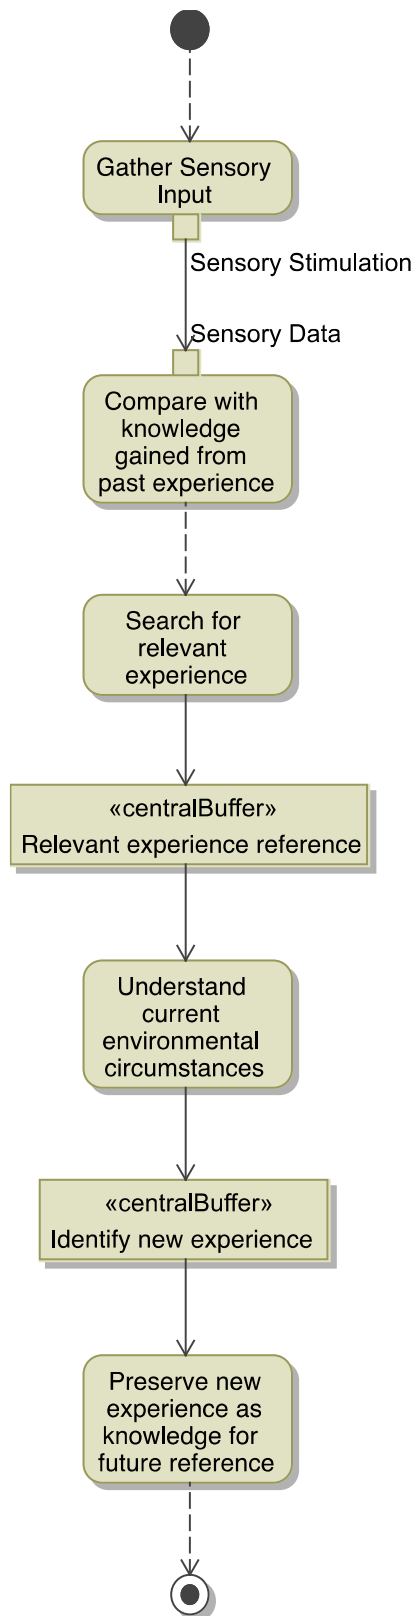 Gather Sensory
Input
Sensory Stimulation
Sensory Data
Compare with
knowledge
gained from
past experience
Search for
relevant
experience
«centralBuffer»
Relevant experience reference
Understand
current
environmental
circumstances
«centralBuffer»
Identify new experience
Preserve new
experience as
knowledge for
future reference